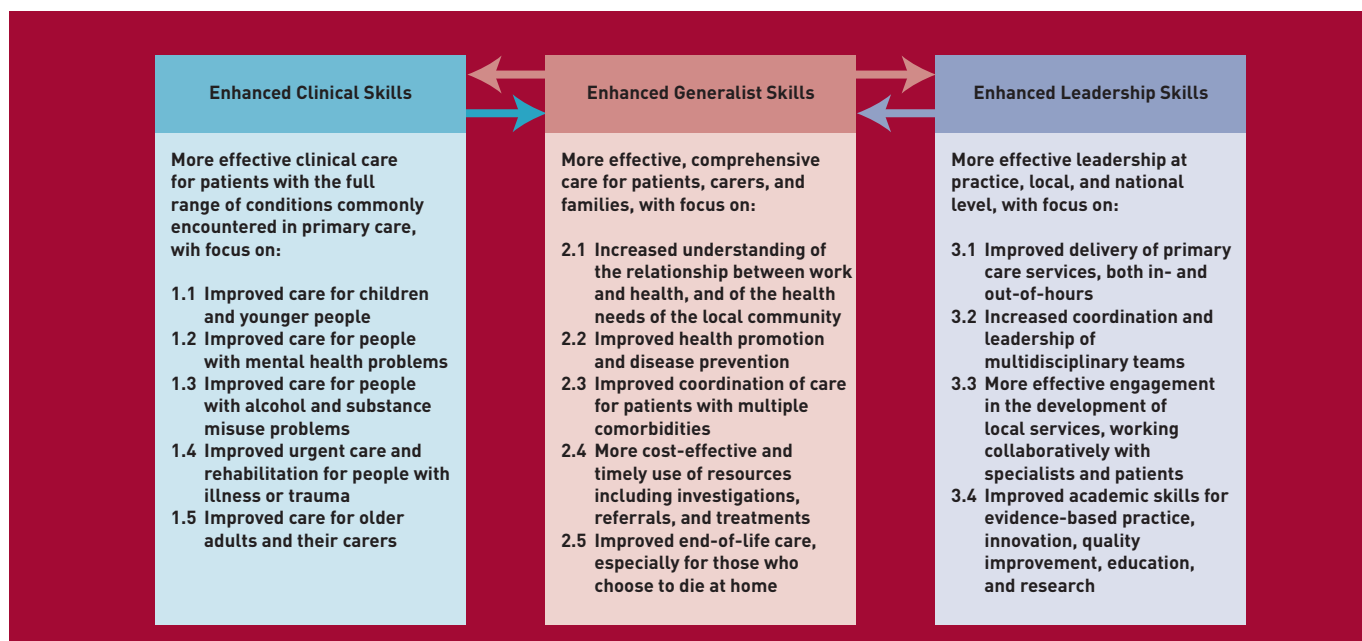 Enhanced Clinical Skills
More effective clinical care
for patients with the full
range of conditions commonly
encountered in primary care,
wih focus on:
1.1 Improved care for children
and younger people
1.2 Improved care for people
with mental health problems
1.3 Improved care for people
with alcohol and substance
misuse problems
1.4 Improved urgent care and
rehabilitation for people with
illness or trauma
1.5 Improved care for older
adults and their carers
Enhanced Generalist Skills
More effective, comprehensive
care for patients, carers, and
families, with focus on:
2.1 Increased understanding of
the relationship between work
and health, and of the health
needs of the local community
2.2 Improved health promotion
and disease prevention
2.3 Improved coordination of care
for patients with multiple
comorbidities
2.4 More cost-effective and
timely use of resources
including investigations,
referrals, and treatments
2.5 Improved end-of-life care,
especially for those who
choose to die at home
Enhanced Leadership Skills
More effective leadership at
practice, local, and national
level, with focus on:
3.1 Improved delivery of primary
care services, both in- and
out-of-hours
3.2 Increased coordination and
leadership of
multidisciplinary teams
3.3 More effective engagement
in the development of
local services, working
collaboratively with
specialists and patients
3.4 Improved academic skills for
evidence-based practice,
innovation, quality
improvement, education,
and research